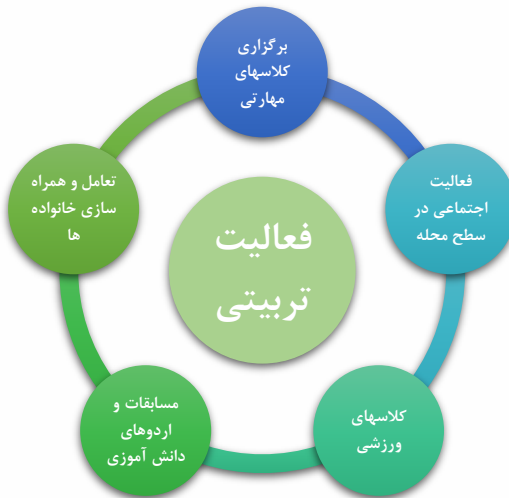 برگزاری
کلاسهای
مهارتی
فعالیت
اجتماعی در
سطح محله
کلاسهای
ورزشی
مسابقات و
اردوهای
دانش آموزی
تعامل و همراه
سازی خانواده
ها
فعالیت
تربیتی